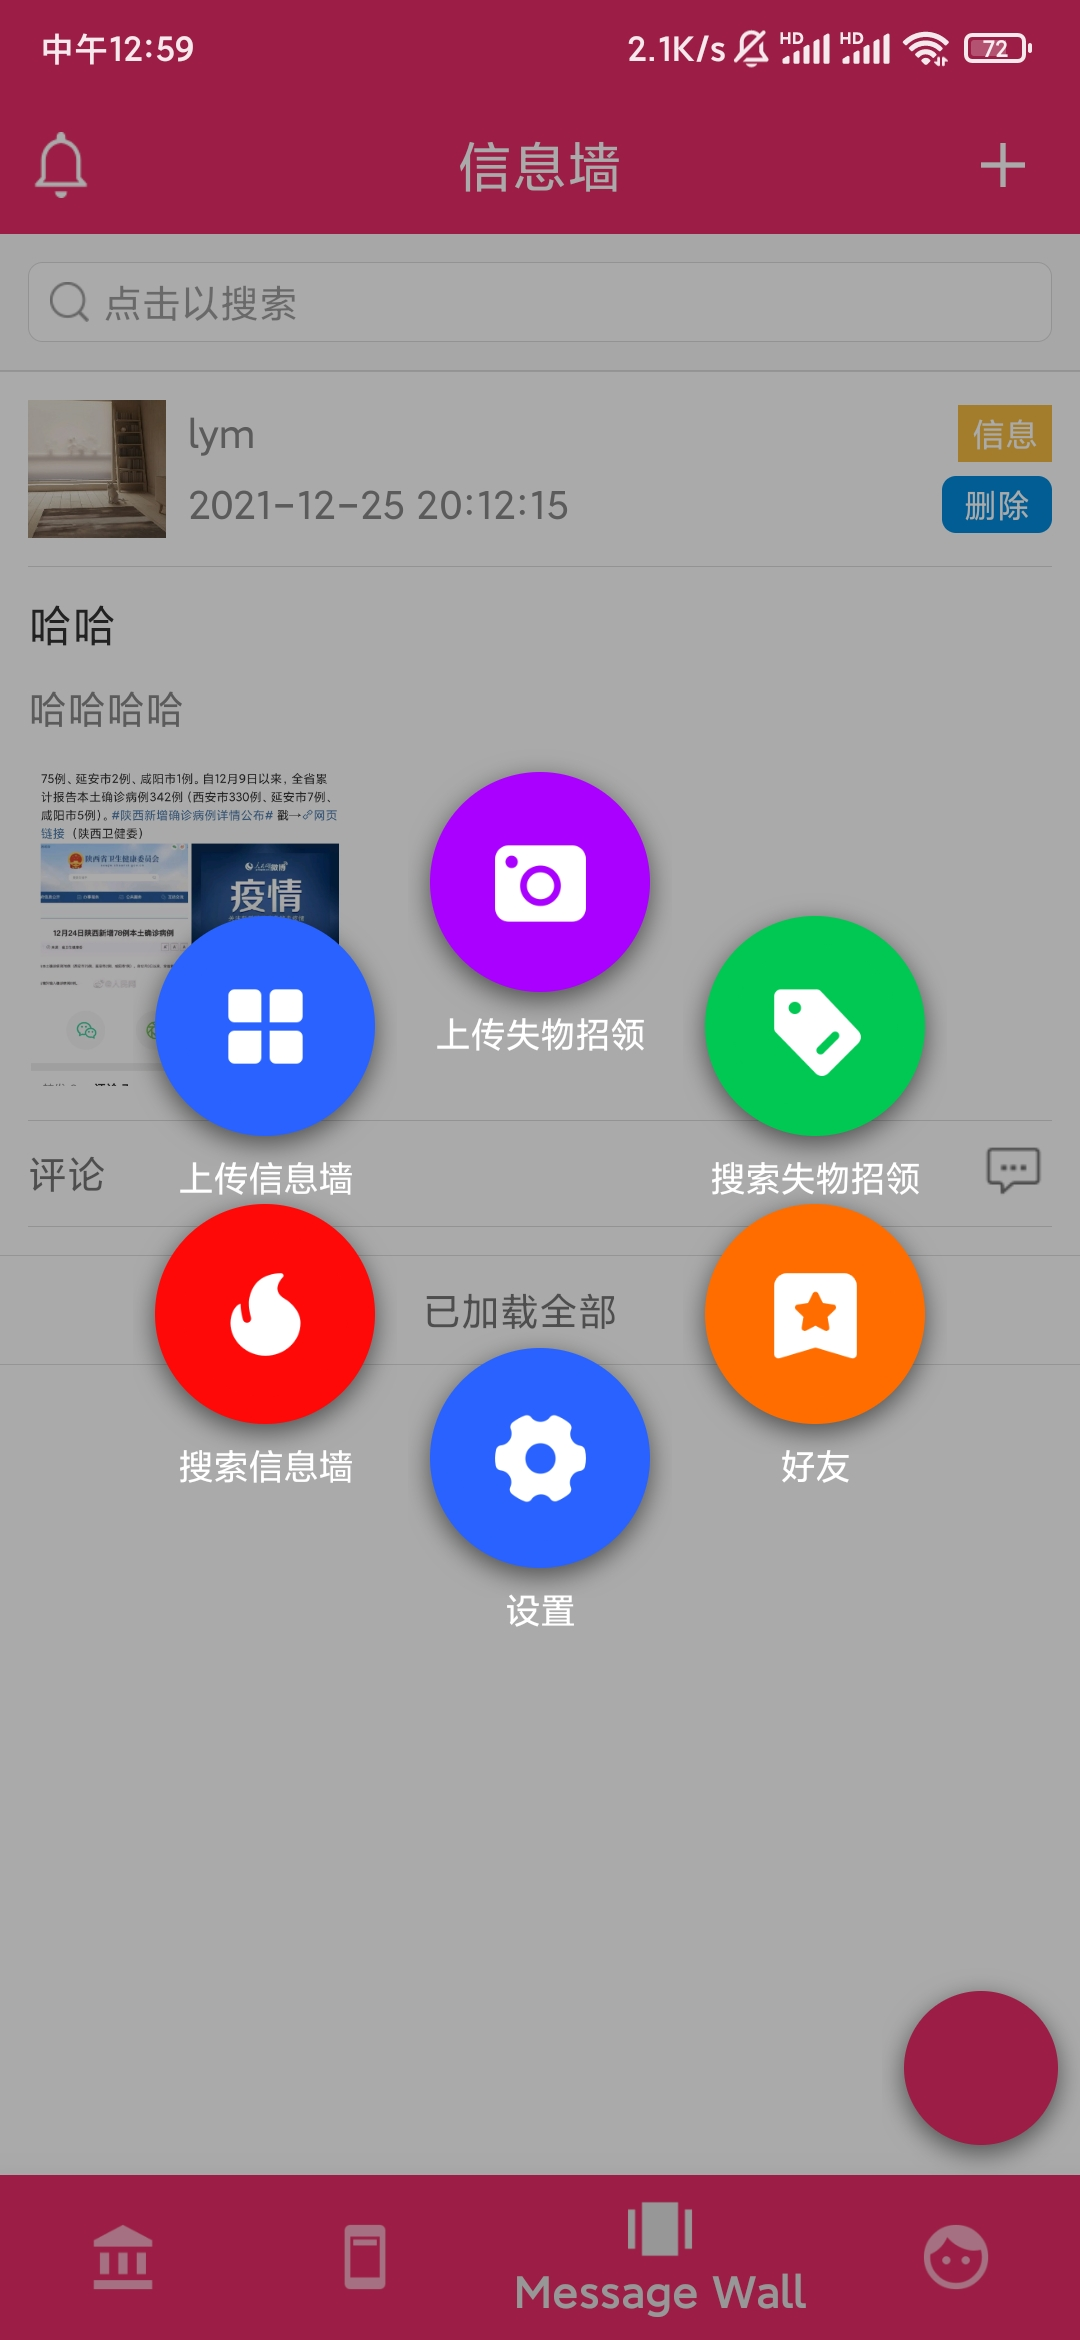 中午12:59
2.1K/s HD HD 72
信息墙
点击以搜索
lym
信息
2021-12-25 20:12:15
删除
哈哈
哈哈哈哈
75例、延安市2例、咸阳市1例。自12月9日以来，全省累
计报告本土确诊病例342例（西安市330例、延安市7例、
咸阳市5例）。#陕西新增确诊病例详情公布# 戳→网页
链接（陕西卫健委）
陕西省卫生健康委员会
疫情
12月24日陕西新增78例本土确诊病例
上传失物招领
评论
上传信息墙
搜索失物招领
已加载全部
搜索信息墙
好友
设置
Message Wall